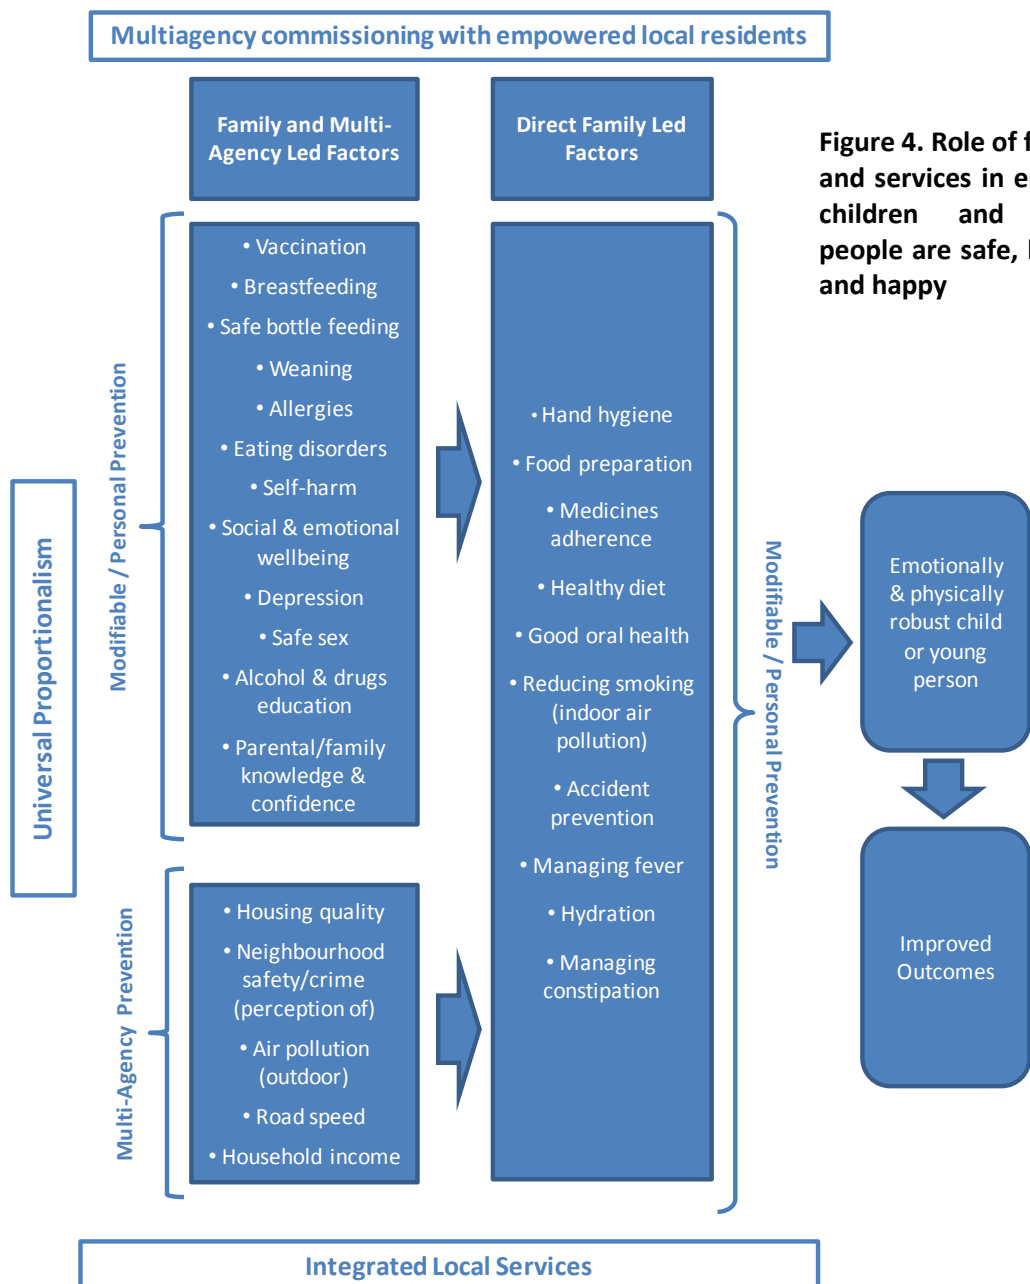 Multiagency commissioning with empowered local residents
Family and Multi-
Agency Led Factors
Direct Family Led
Factors
Figure 4. Role of
and services in
children and
people are safe,
and happy
Universal Proportionalism
Modifiable / Personal Prevention
• Vaccination
• Breastfeeding
• Safe bottle feeding
• Weaning
• Allergies
• Eating disorders
• Self-harm
• Social & emotional
wellbeing
• Depression
• Safe sex
• Alcohol & drugs
education
• Parental/family
knowledge &
confidence
Multi-Agency Prevention
• Housing quality
• Neighbourhood
safety/crime
(perception of)
• Air pollution
(outdoor)
• Road speed
• Household income
• Hand hygiene
• Food preparation
• Medicines
adherence
• Healthy diet
• Good oral health
• Reducing smoking
(indoor air
pollution)
• Accident
prevention
• Managing fever
• Hydration
• Managing
constipation
Modifiable / Personal Prevention
Emotionally
& physically
robust child
or young
person
Improved
Outcomes
Integrated Local Services